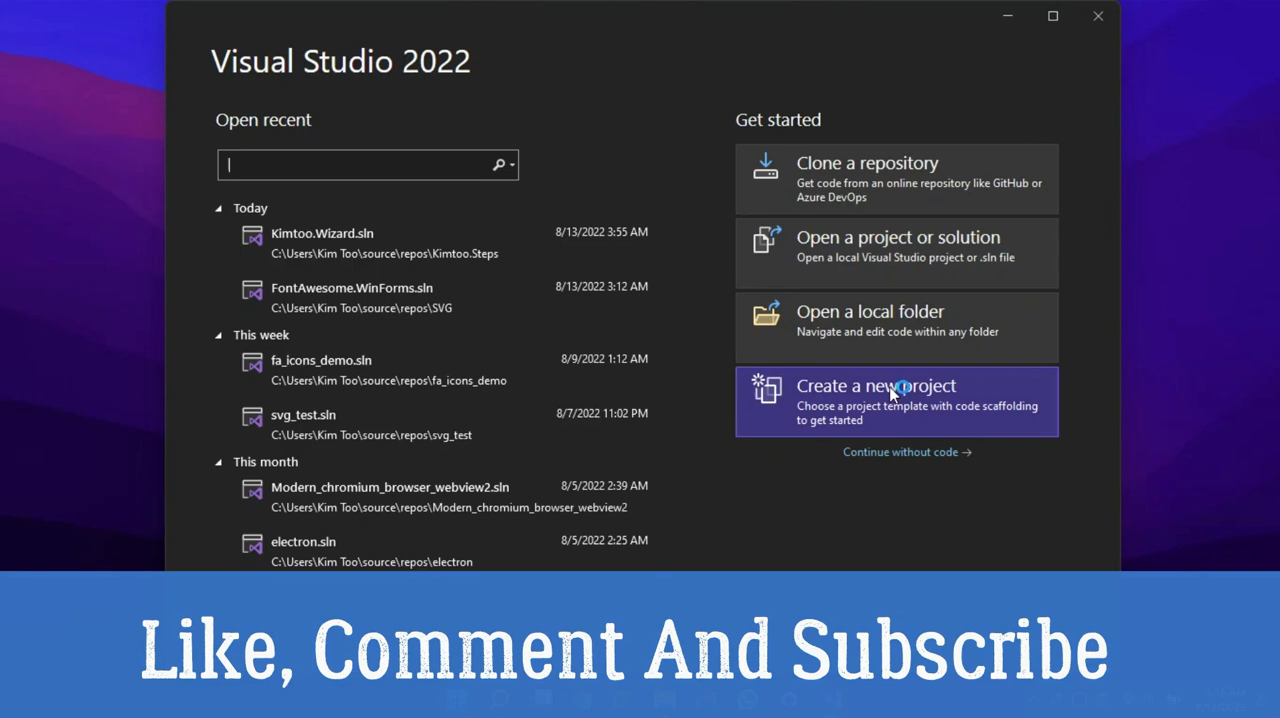 Visual Studio 2022
Open recent
Today
Kimtoo.Wizard.sln 8/13/2022 3:55 AM
C:\Users\Kim Too\source\repos\Kimtoo.Steps
FontAwesome.WinForms.sln 8/13/2022 3:12 AM
C:\Users\Kim Too\source\repos\SVG
This week
fa_icons_demo.sln 8/9/2022 1:12 AM
C:\Users\Kim Too\source\repos\fa_icons_demo
svg_test.sln 8/7/2022 11:02 PM
C:\Users\Kim Too\source\repos\svg_test
This month
Modern_chromium_browser_webview2.sln 8/5/2022 2:39 AM
C:\Users\Kim Too\source\repos\Modern_chromium_browser_webview2
electron.sln 8/5/2022 2:25 AM
C:\Users\Kim Too\source\repos\electron
Get started
Clone a repository
Get code from an online repository like GitHub or
Azure DevOps
Open a project or solution
Open a local Visual Studio project or .sln file
Open a local folder
Navigate and edit code within any folder
Create a new project
Choose a project template with code scaffolding
to get started
Continue without code →
Like, Comment And Subscribe